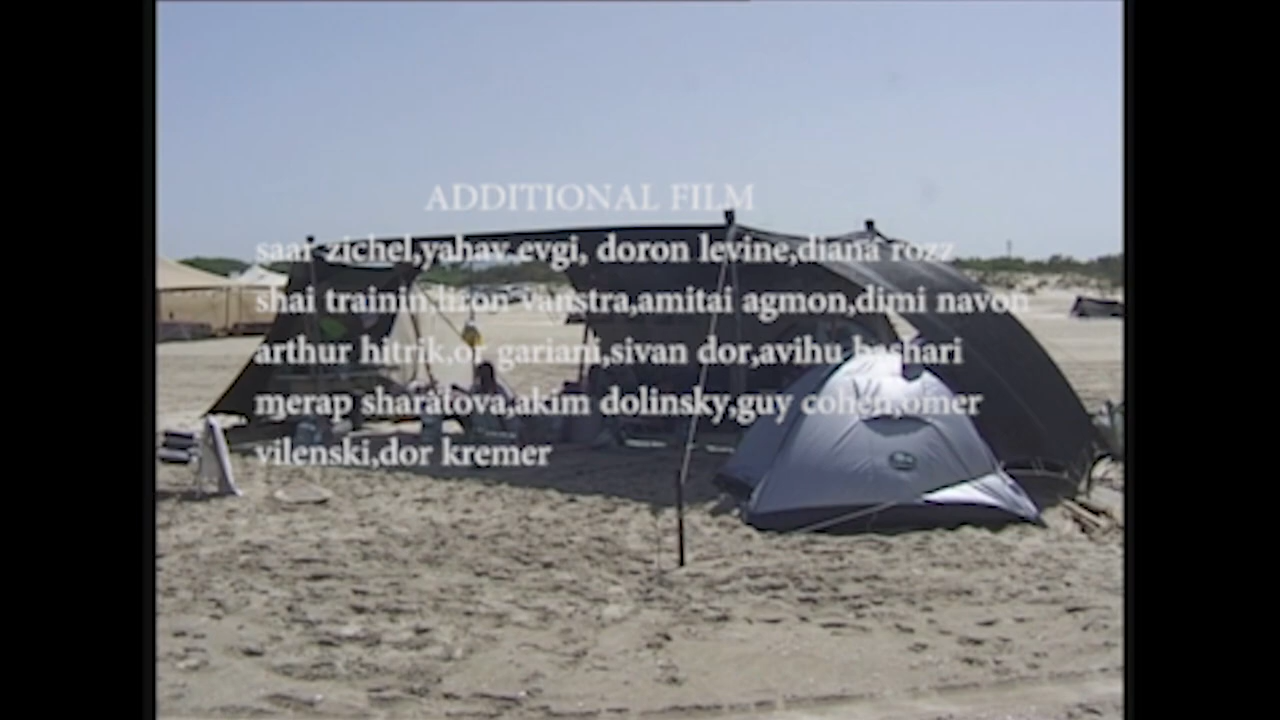 ADDITIONAL FILM
saar zichel,yahav evgi, doron levine,diana rozz
shai trainin,liron vanstra,amitai agmon,dimi navon
arthur hitrik,or gariani,sivan dor,avihu bashari
merap sharatova,akim dolinsky,guy cohen,omer
vilenski,dor kremer